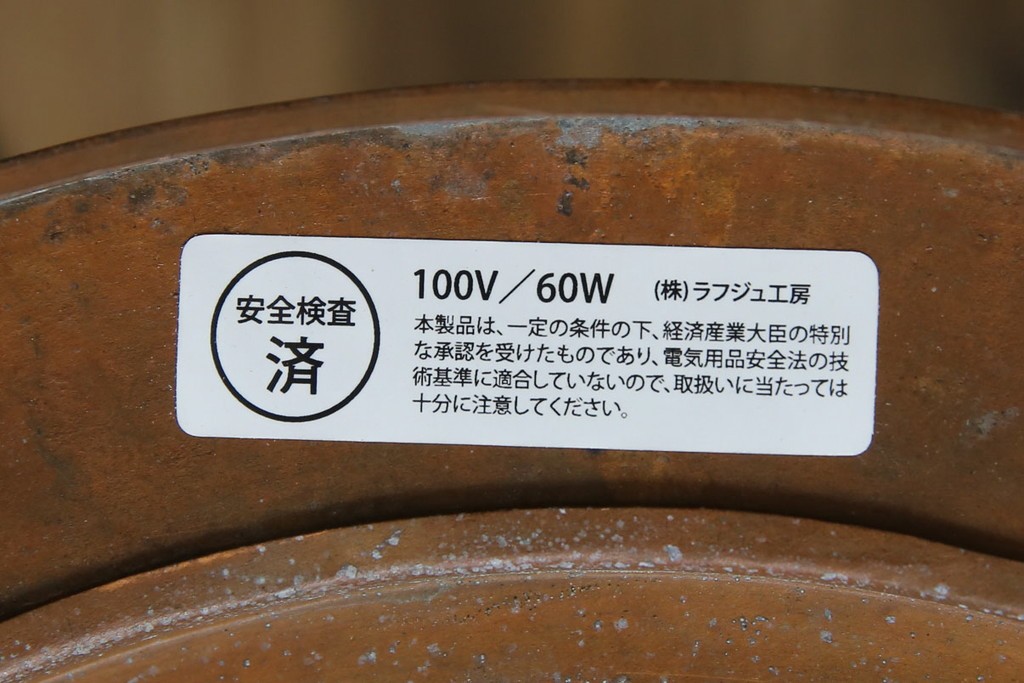 安全検査
済
100V／60W (株)ラフジュ工房
本製品は、一定の条件の下、経済産業大臣の特別
な承認を受けたものであり、電気用品安全法の技
術基準に適合していないので、取扱いに当たっては
十分に注意してください。